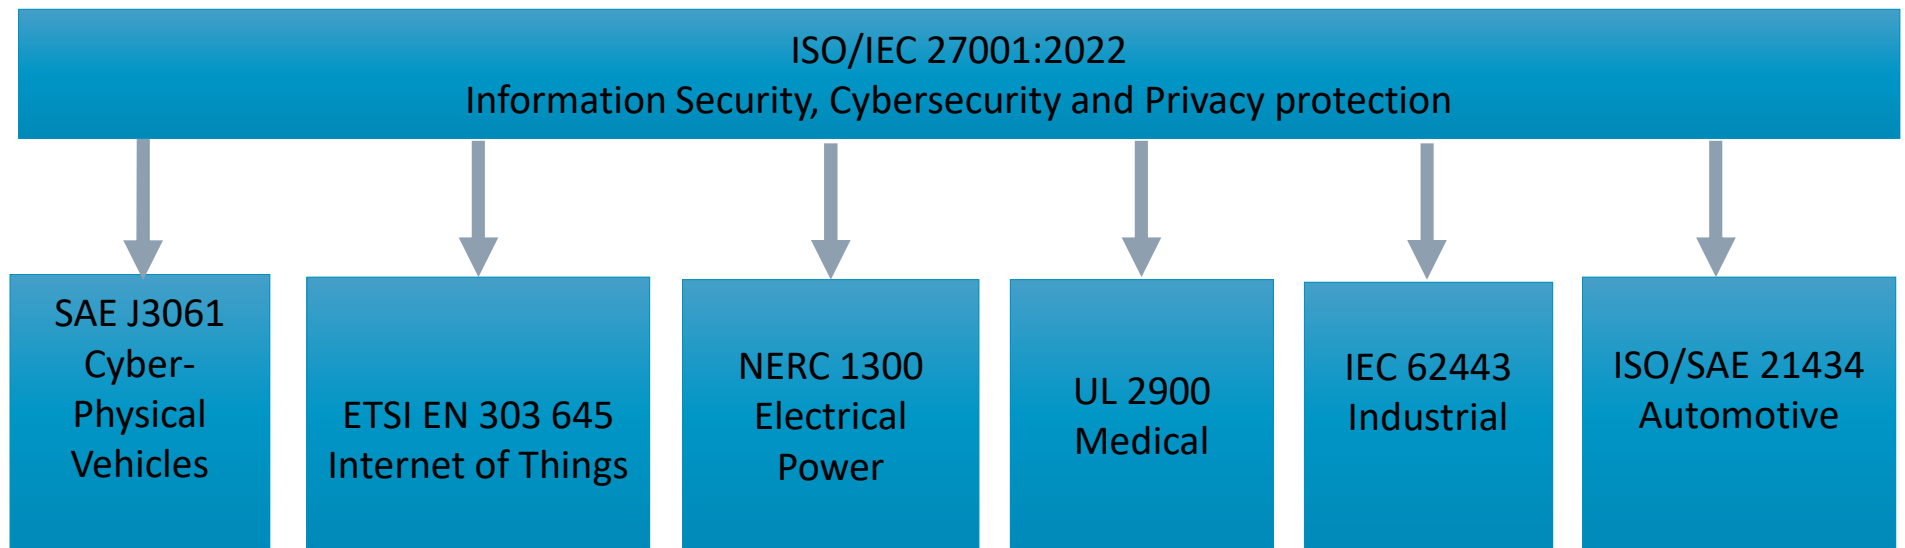 ISO/IEC 27001:2022
Information Security, Cybersecurity and Privacy protection
SAE J3061
Cyber-
Physical
Vehicles
ETSI EN 303 645
Internet of Things
NERC 1300
Electrical
Power
UL 2900
Medical
IEC 62443
Industrial
ISO/SAE 21434
Automotive